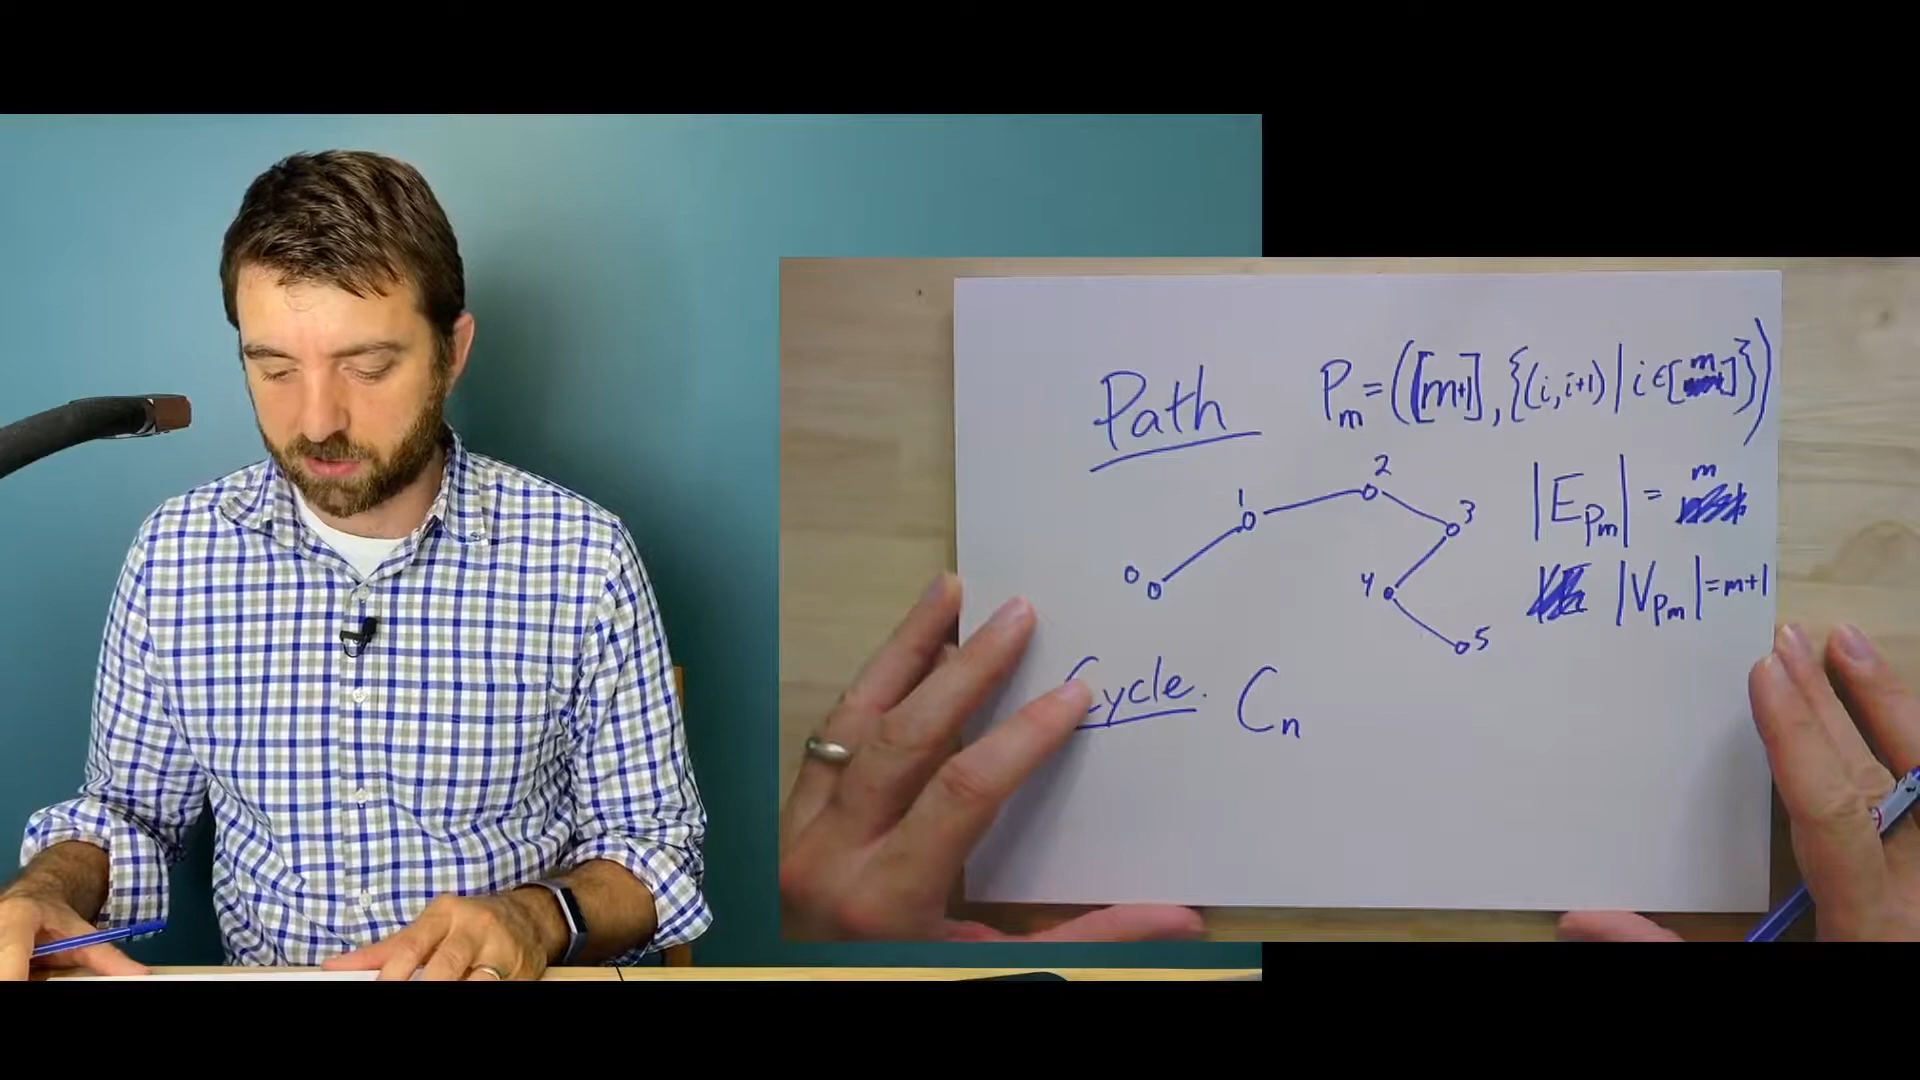 Path P_m = ([m+1], {(i, i+1) | i ∈ [m]})
0 1 2 3 4 5
|E_{P_m}| = m
|V_{P_m}| = m+1
Cycle. C_n